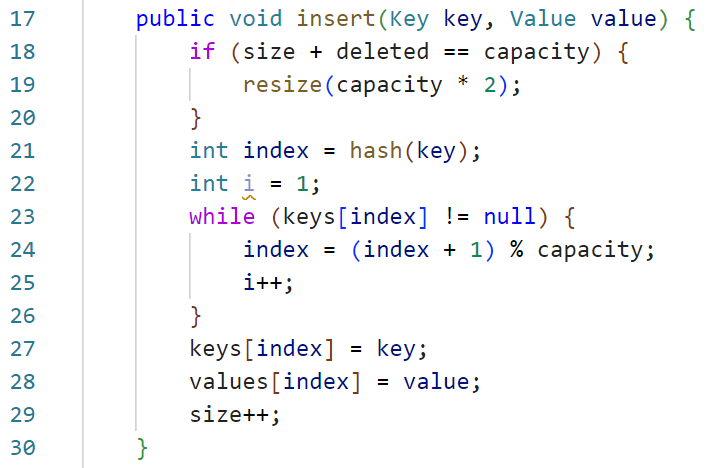 17 public void insert(Key key, Value value) {
18 if (size + deleted == capacity) {
19 resize(capacity * 2);
20 }
21 int index = hash(key);
22 int i = 1;
23 while (keys[index] != null) {
24 index = (index + 1) % capacity;
25 i++;
26 }
27 keys[index] = key;
28 values[index] = value;
29 size++;
30 }